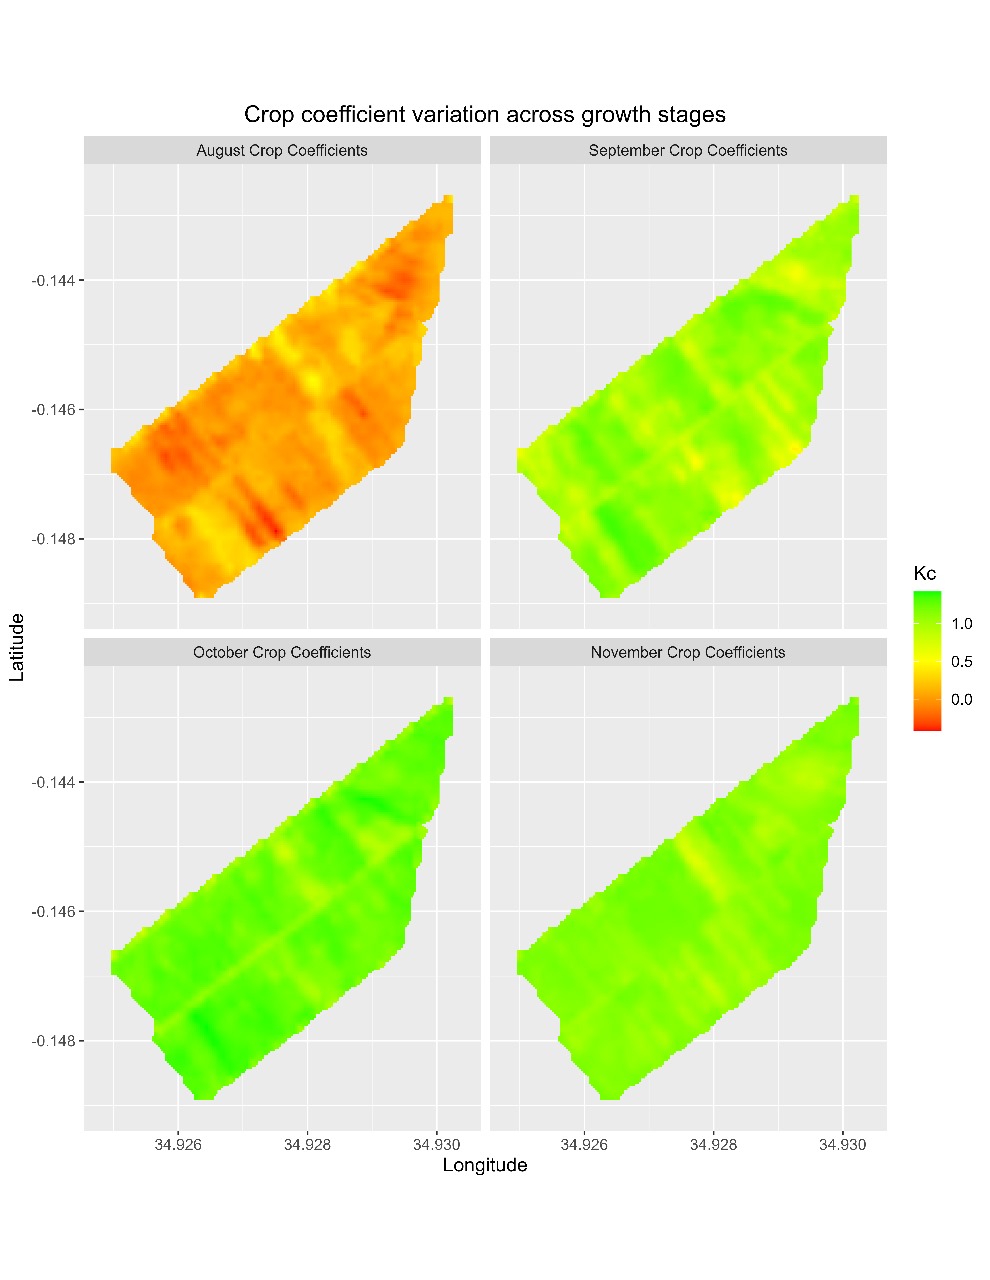 Crop coefficient variation across growth stages
August Crop Coefficients
September Crop Coefficients
-0.144
-0.146
-0.148
October Crop Coefficients
November Crop Coefficients
-0.144
-0.146
-0.148
34.926
34.928
34.930
34.926
34.928
34.930
Longitude
Latitude
Kc
1.0
0.5
0.0